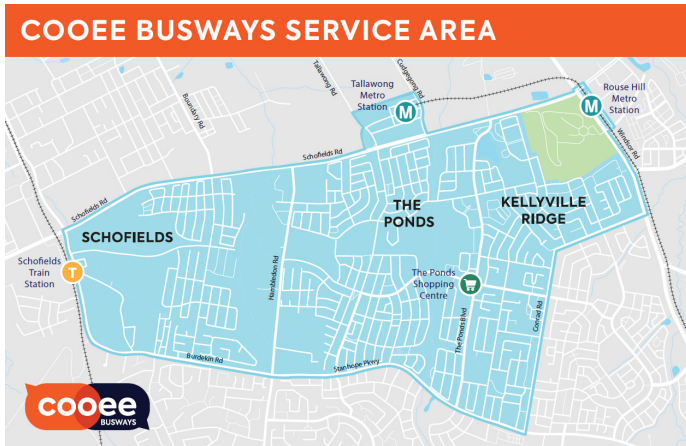 COOEE BUSWAYS SERVICE AREA
Tallawong Rd
Cudgegong Rd
Tallawong
Metro
Station
M
Rouse Hill
Metro
Station
M
Boundary Rd
Windsor Rd
Schofields Rd
Schofields Rd
THE
PONDS
KELLYVILLE
RIDGE
SCHOFIELDS
Schofields
Train
Station
T
Hambledon Rd
The Ponds
Shopping
Centre
The Ponds Blvd
Conrad Rd
Burdekin Rd
Stanhope Pkwy
cooee
BUSWAYS